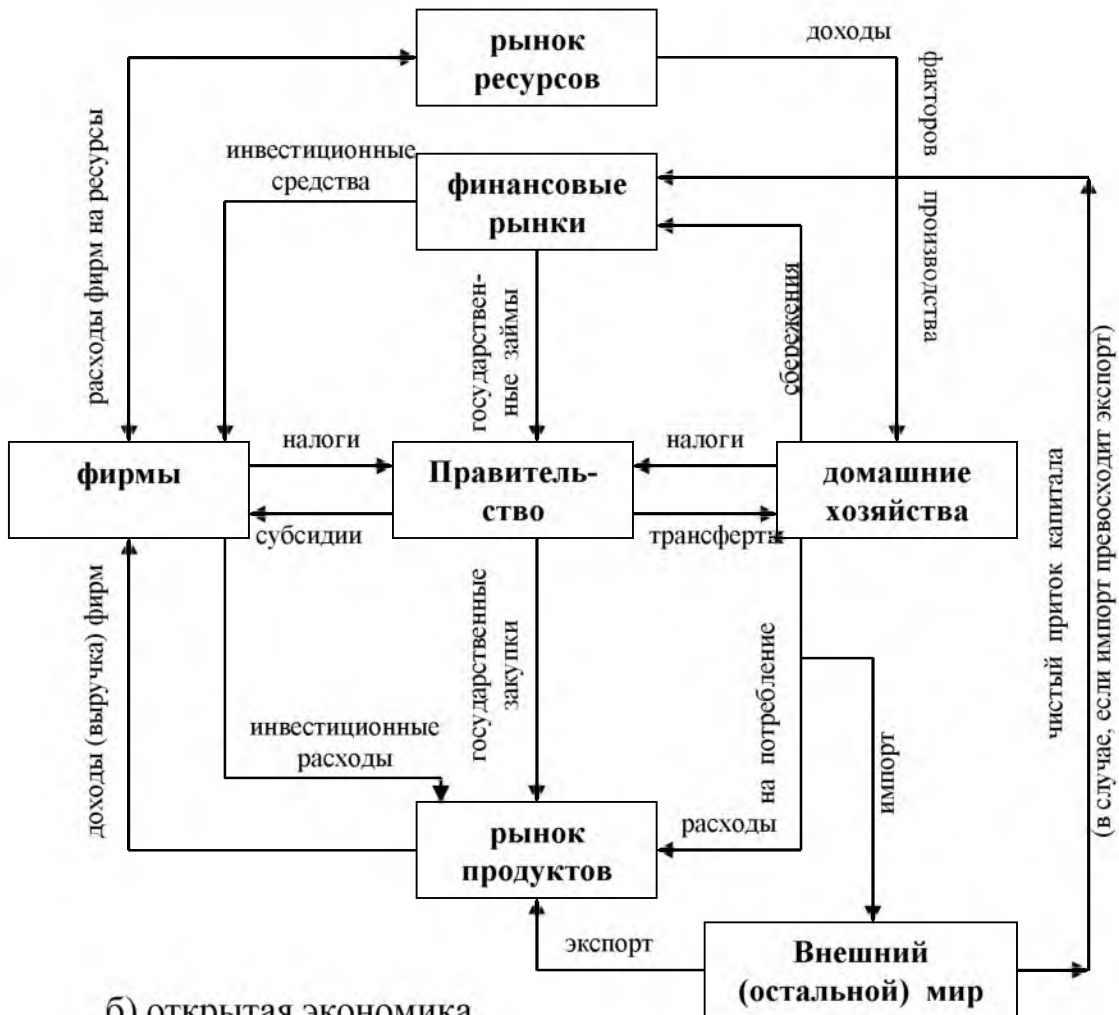 рынок
ресурсов
доходы
факторов производства
расходы фирм на ресурсы
инвестиционные
средства
финансовые
рынки
государствен-
ные займы
сбережения
чистый приток капитала
(в случае, если импорт превосходит экспорт)
фирмы
налоги
Правитель-
ство
налоги
домашние
хозяйства
субсидии
трансферты
доходы (выручка) фирм
государственные
закупки
инвестиционные
расходы
на потребление
импорт
рынок
продуктов
расходы
экспорт
Внешний
(остальной) мир
б) открытая экономика